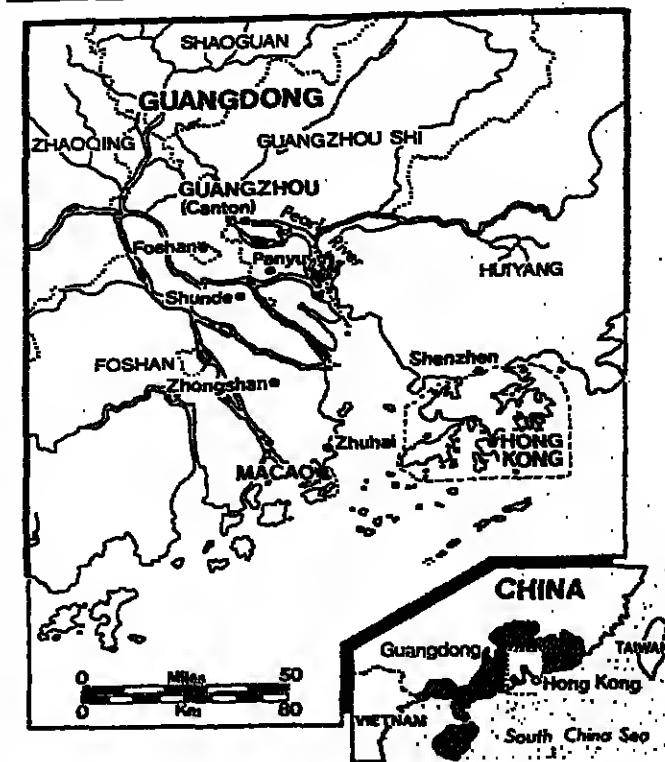 SHAOGUAN
GUANGDONG
ZHAOQING
GUANGZHOU SHI
GUANGZHOU
(Canton)
Pearl River
Foshan
Panyu
HUIYANG
Shunde
FOSHAN
Shenzhen
Zhongshan
Zhuhai
HONG
KONG
MACAO
CHINA
Guangdong
TAIWAN
Hong Kong
VIETNAM
South China Sea
0 Miles 50
0 Km 80